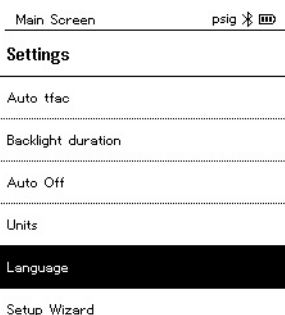 Main Screen psig
Settings
Auto tfac
Backlight duration
Auto Off
Units
Language
Setup Wizard